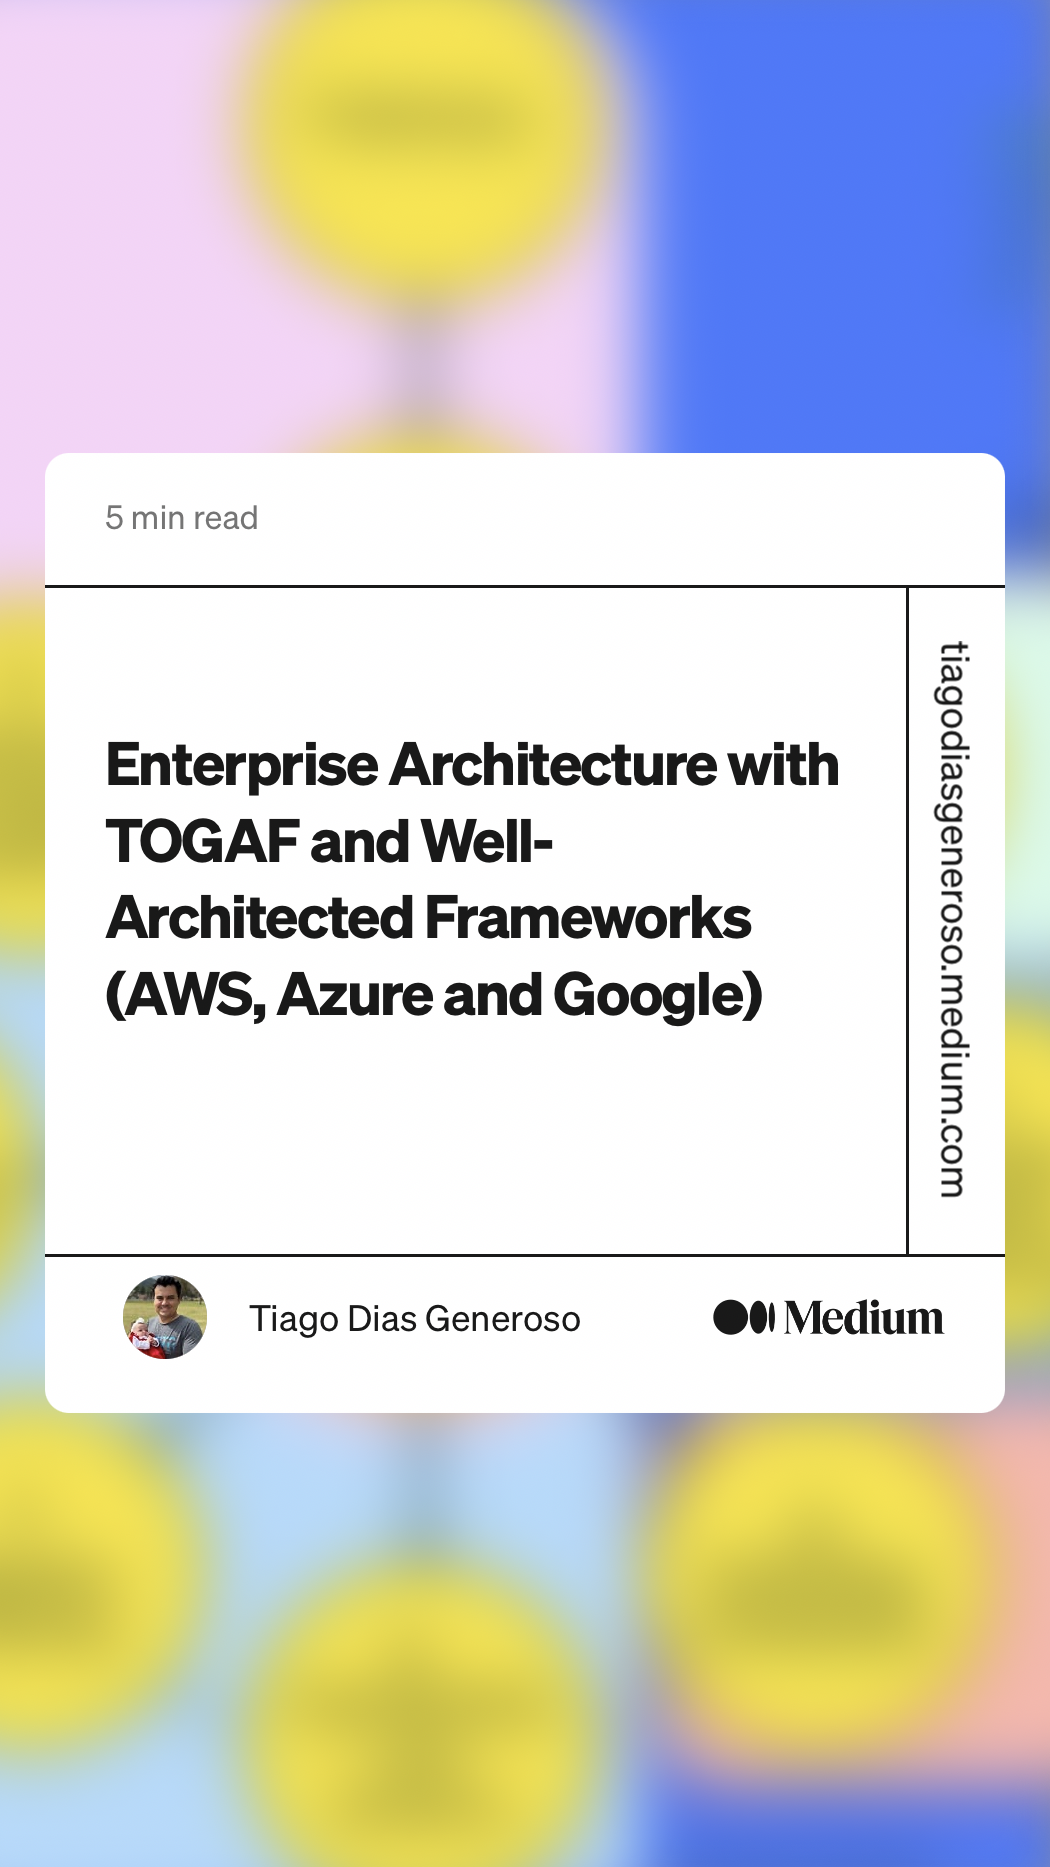 5 min read
Enterprise Architecture with
TOGAF and Well-
Architected Frameworks
(AWS, Azure and Google)
tiagodiasgeneroso.medium.com
Tiago Dias Generoso
Medium